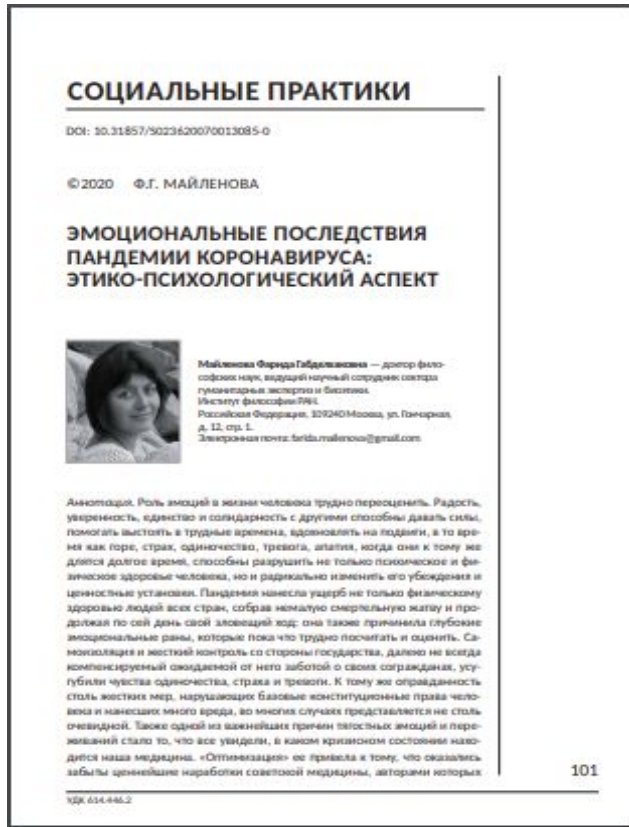 СОЦИАЛЬНЫЕ ПРАКТИКИ
DOI: 10.31857/S023620070013085-0
©2020 Ф.Г. МАЙЛЕНОВА
ЭМОЦИОНАЛЬНЫЕ ПОСЛЕДСТВИЯ
ПАНДЕМИИ КОРОНАВИРУСА:
ЭТИКО-ПСИХОЛОГИЧЕСКИЙ АСПЕКТ
Майленова Фарида Габделхаковна — доктор фило-
софских наук, ведущий научный сотрудник сектора
гуманитарных экспертиз и биоэтики.
Институт философии РАН.
Российская Федерация, 109240 Москва, ул. Гончарная,
д. 12, стр. 1.
Электронная почта: farida.mailenova@gmail.com
Аннотация. Роль эмоций в жизни человека трудно переоценить. Радость,
уверенность, единство и солидарность с другими способны давать силы,
помогать выстоять в трудные времена, вдохновлять на подвиги, в то вре-
мя как горе, страх, одиночество, тревога, апатия, когда они к тому же
длятся долгое время, способны разрушить не только психическое и фи-
зическое здоровье человека, но и радикально изменить его убеждения и
ценностные установки. Пандемия нанесла ущерб не только физическому
здоровью людей всех стран, собрав немалую смертельную жатву и про-
должая по сей день свой зловещий ход; она также причинила глубокие
эмоциональные раны, которые пока что трудно посчитать и оценить. Са-
моизоляция и жесткий контроль со стороны государства, далеко не всегда
компенсируемый ожидаемой от него заботой о своих согражданах, усу-
губили чувства одиночества, страха и тревоги. К тому же оправданность
столь жестких мер, нарушающих базовые конституционные права чело-
века и нанесших много вреда, во многих случаях представляется не столь
очевидной. Также одной из важнейших причин тягостных эмоций и пере-
живаний стало то, что все увидели, в каком кризисном состоянии нахо-
дится наша медицина. «Оптимизация» ее привела к тому, что оказались
забыты ценнейшие наработки советской медицины, авторами которых
101
УДК 614.446.2